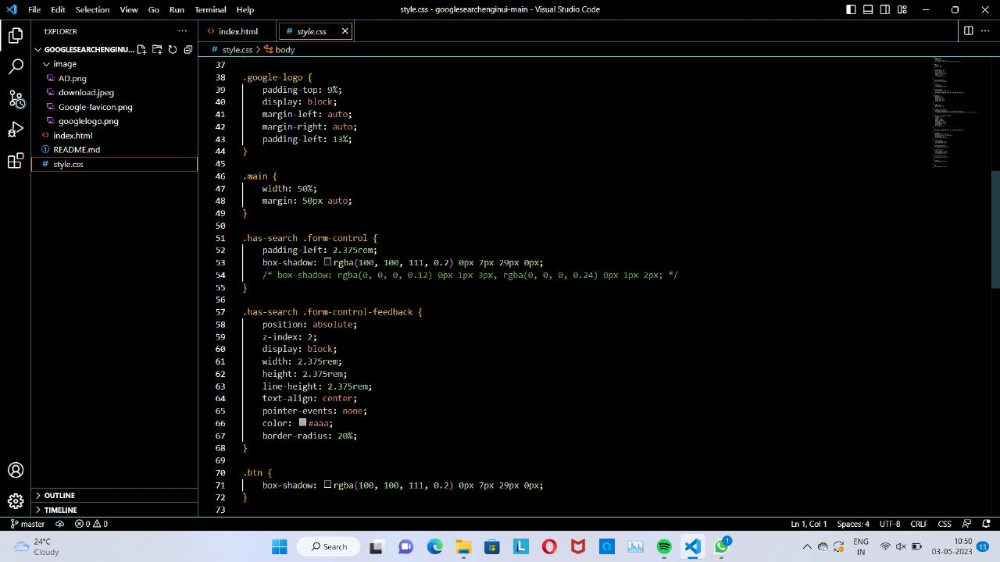 File Edit Selection View Go Run Terminal Help
style.css - googlesearchenginui-main - Visual Studio Code
EXPLORER
GOOGLESEARCHENGINU...
image
AD.png
download.jpeg
Google-favicon.png
googlelogo.png
index.html
README.md
style.css
OUTLINE
TIMELINE
index.html
style.css
style.css > body
37
38 .google-logo {
39 padding-top: 9%;
40 display: block;
41 margin-left: auto;
42 margin-right: auto;
43 padding-left: 13%;
44 }
45
46 .main {
47 width: 50%;
48 margin: 50px auto;
49 }
50
51 .has-search .form-control {
52 padding-left: 2.375rem;
53 box-shadow: rgba(100, 100, 111, 0.2) 0px 7px 29px 0px;
54 /* box-shadow: rgba(0, 0, 0, 0.12) 0px 1px 3px, rgba(0, 0, 0, 0.24) 0px 1px 2px; */
55 }
56
57 .has-search .form-control-feedback {
58 position: absolute;
59 z-index: 2;
60 display: block;
61 width: 2.375rem;
62 height: 2.375rem;
63 line-height: 2.375rem;
64 text-align: center;
65 pointer-events: none;
66 color: #aaa;
67 border-radius: 20%;
68 }
69
70 .btn {
71 box-shadow: rgba(100, 100, 111, 0.2) 0px 7px 29px 0px;
72 }
73
master 0 0
Ln 1, Col 1 Spaces: 4 UTF-8 CRLF CSS
24°C
Cloudy
Search
L
1
ENG
IN
10:50
03-05-2023
13